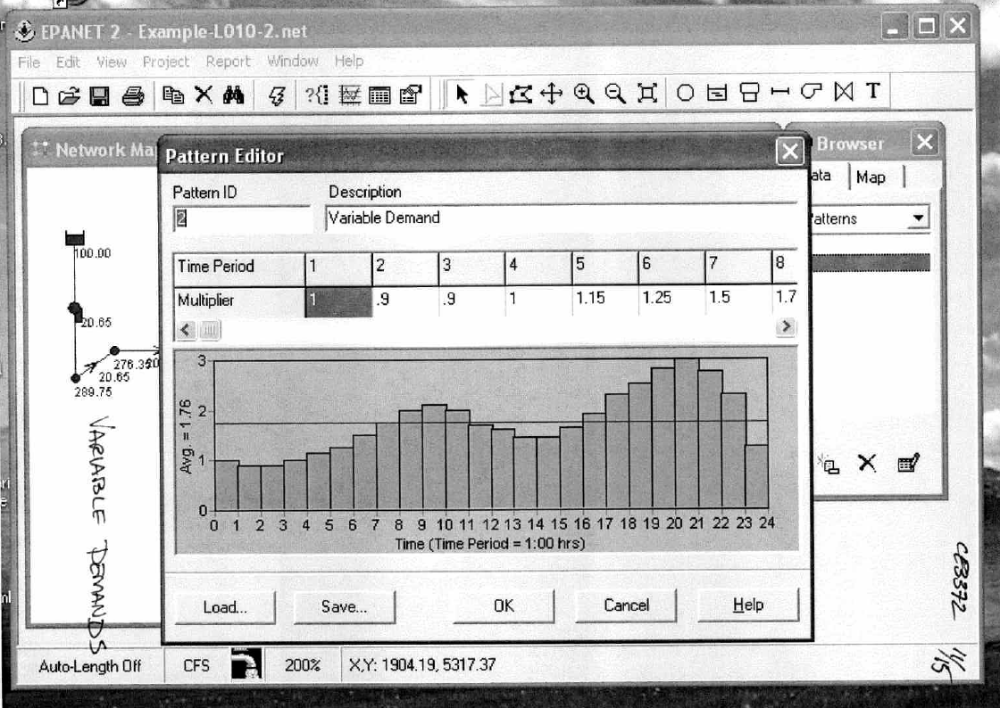 EPANET 2 - Example-L010-2.net
File Edit View Project Report Window Help
T
Network Ma
Browser
ata Map
atterns
Pattern Editor
Pattern ID Description
2 Variable Demand
Time Period 1 2 3 4 5 6 7 8
Multiplier 1 .9 .9 1 1.15 1.25 1.5 1.7
100.00
20.65
276.35
20.65
289.75
3
2
1
0
Avg. = 1.76
0 1 2 3 4 5 6 7 8 9 10 11 12 13 14 15 16 17 18 19 20 21 22 23 24
Time (Time Period = 1:00 hrs)
Load... Save... OK Cancel Help
Auto-Length Off CFS 200% X,Y: 1904.19, 5317.37
VARIABLE DEMANDS
CE3372
11/15